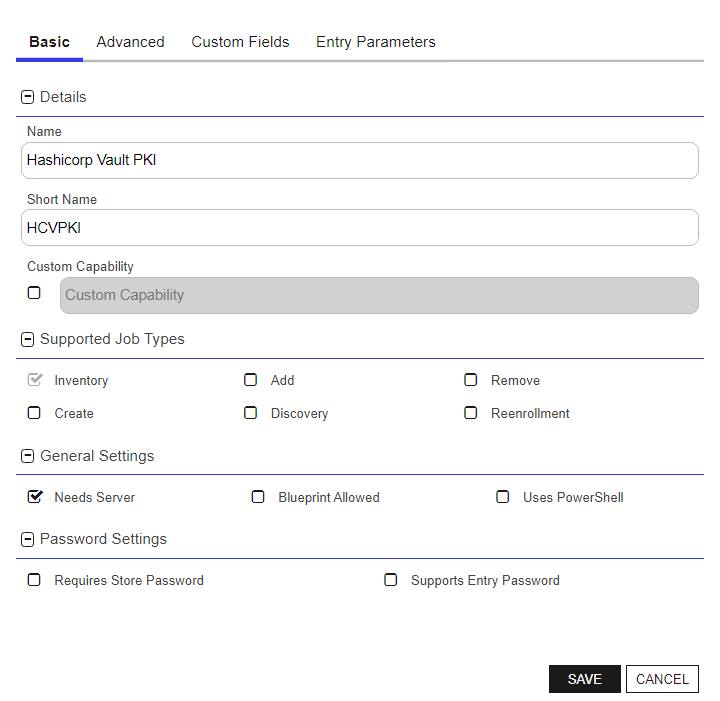 Basic Advanced Custom Fields Entry Parameters
Details
Name
Hashicorp Vault PKI
Short Name
HCVPKI
Custom Capability
Custom Capability
Supported Job Types
Inventory Add Remove
Create Discovery Reenrollment
General Settings
Needs Server Blueprint Allowed Uses PowerShell
Password Settings
Requires Store Password Supports Entry Password
SAVE CANCEL